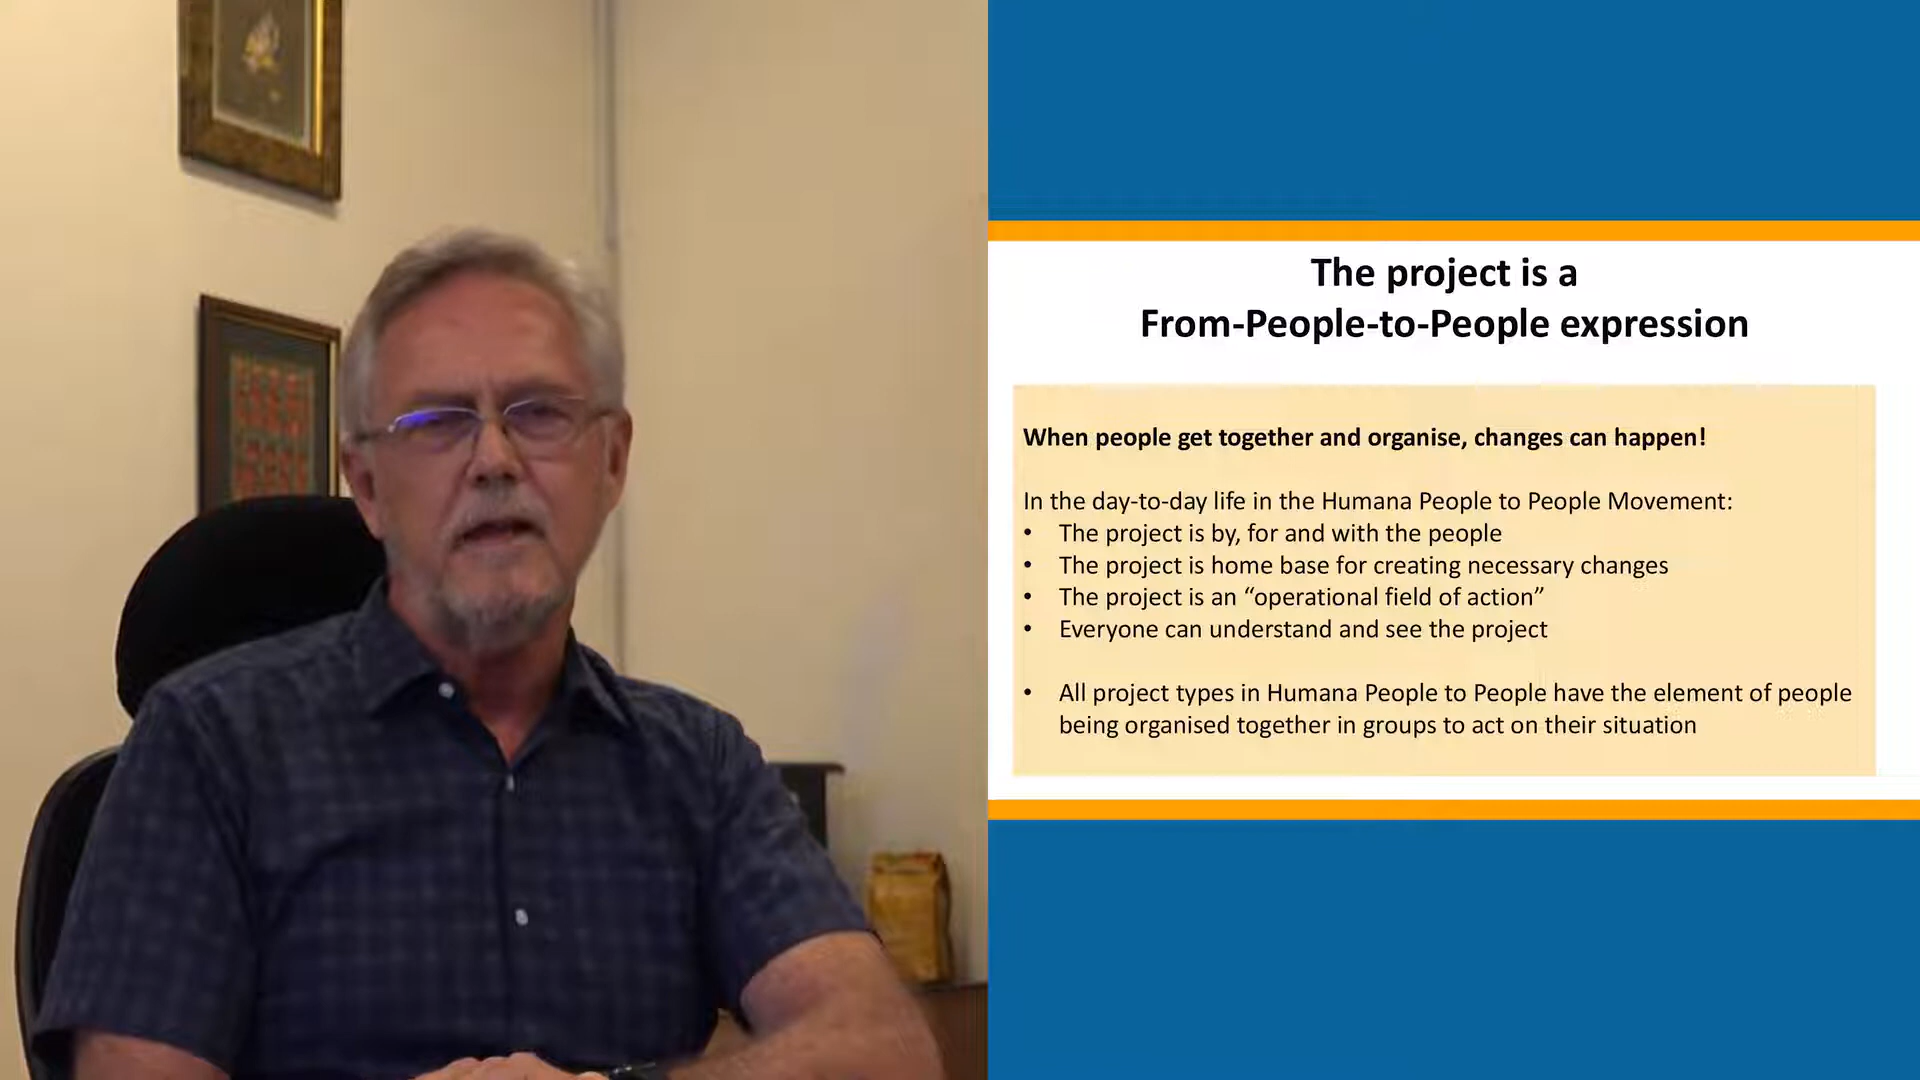 The project is a
From-People-to-People expression
When people get together and organise, changes can happen!
In the day-to-day life in the Humana People to People Movement:
• The project is by, for and with the people
• The project is home base for creating necessary changes
• The project is an “operational field of action”
• Everyone can understand and see the project
• All project types in Humana People to People have the element of people
being organised together in groups to act on their situation